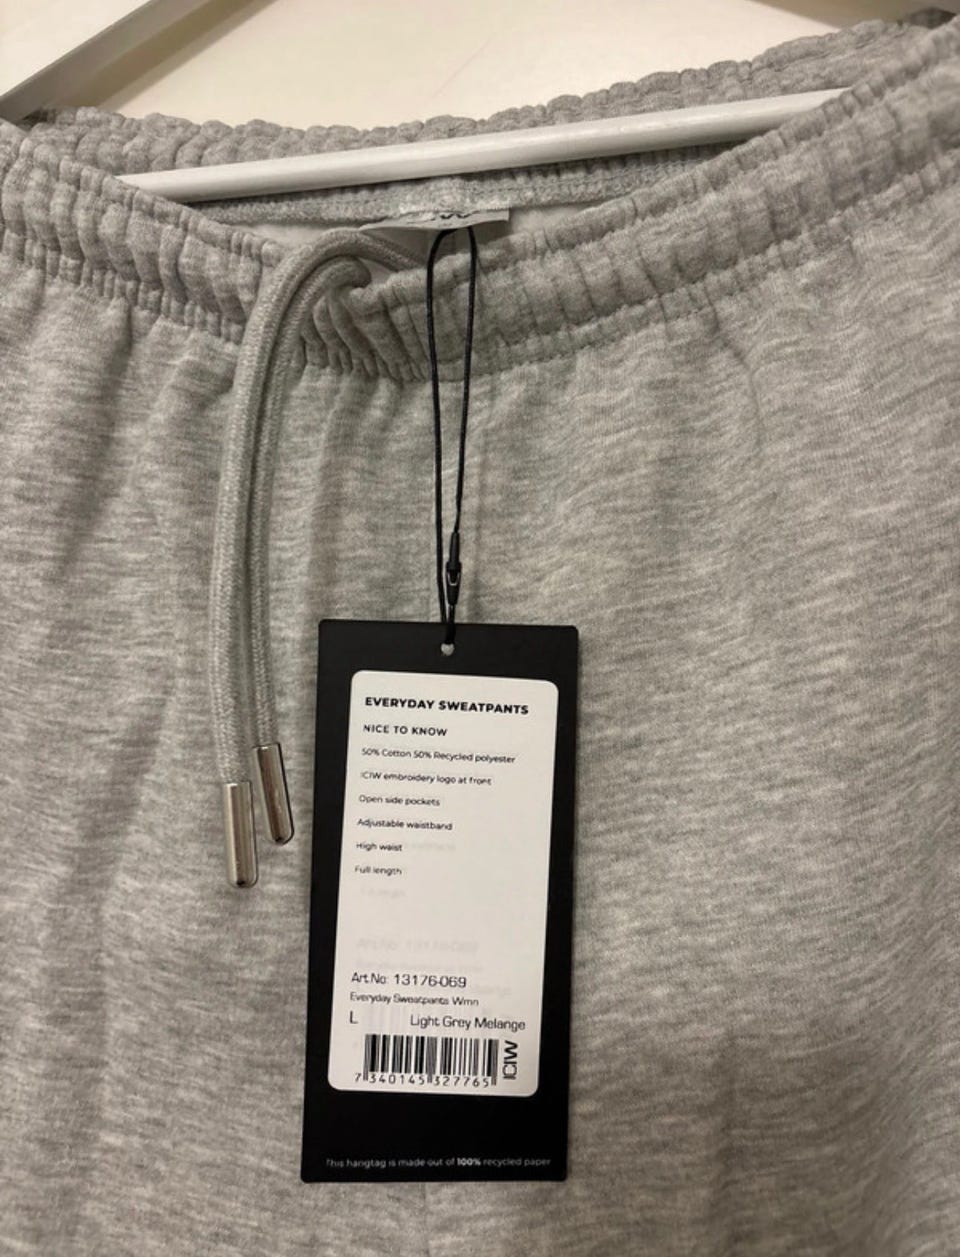 EVERYDAY SWEATPANTS
NICE TO KNOW
50% Cotton 50% Recycled polyester
ICIW embroidery logo at front
Open side pockets
Adjustable waistband
High waist
Full length
Art.No: 13176-069
Everyday Sweatpants Wmn
L Light Grey Melange
7 340145 327765
ICIW
This hangtag is made out of 100% recycled paper